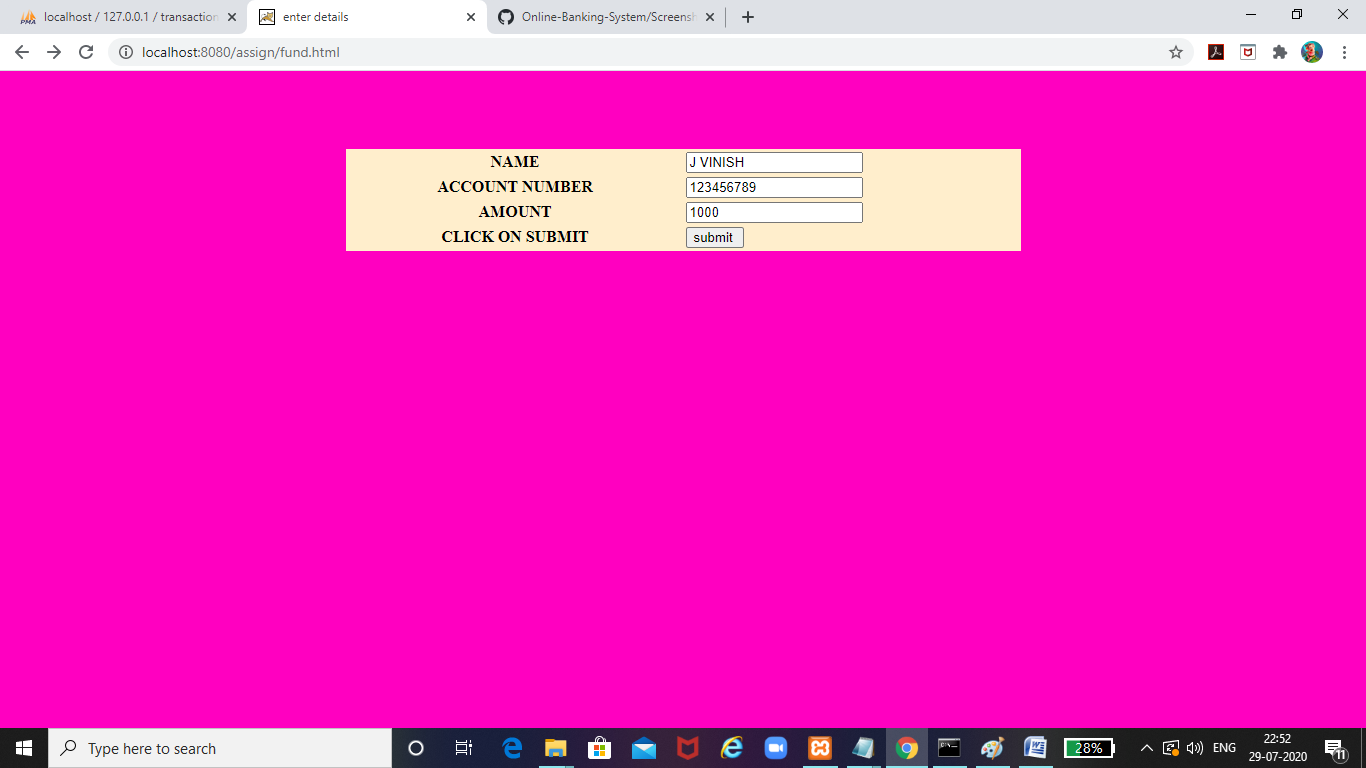 localhost / 127.0.0.1 / transaction
enter details
Online-Banking-System/Screensh
localhost:8080/assign/fund.html
NAME J VINISH
ACCOUNT NUMBER 123456789
AMOUNT 1000
CLICK ON SUBMIT submit
Type here to search
28%
ENG
22:52
29-07-2020
11